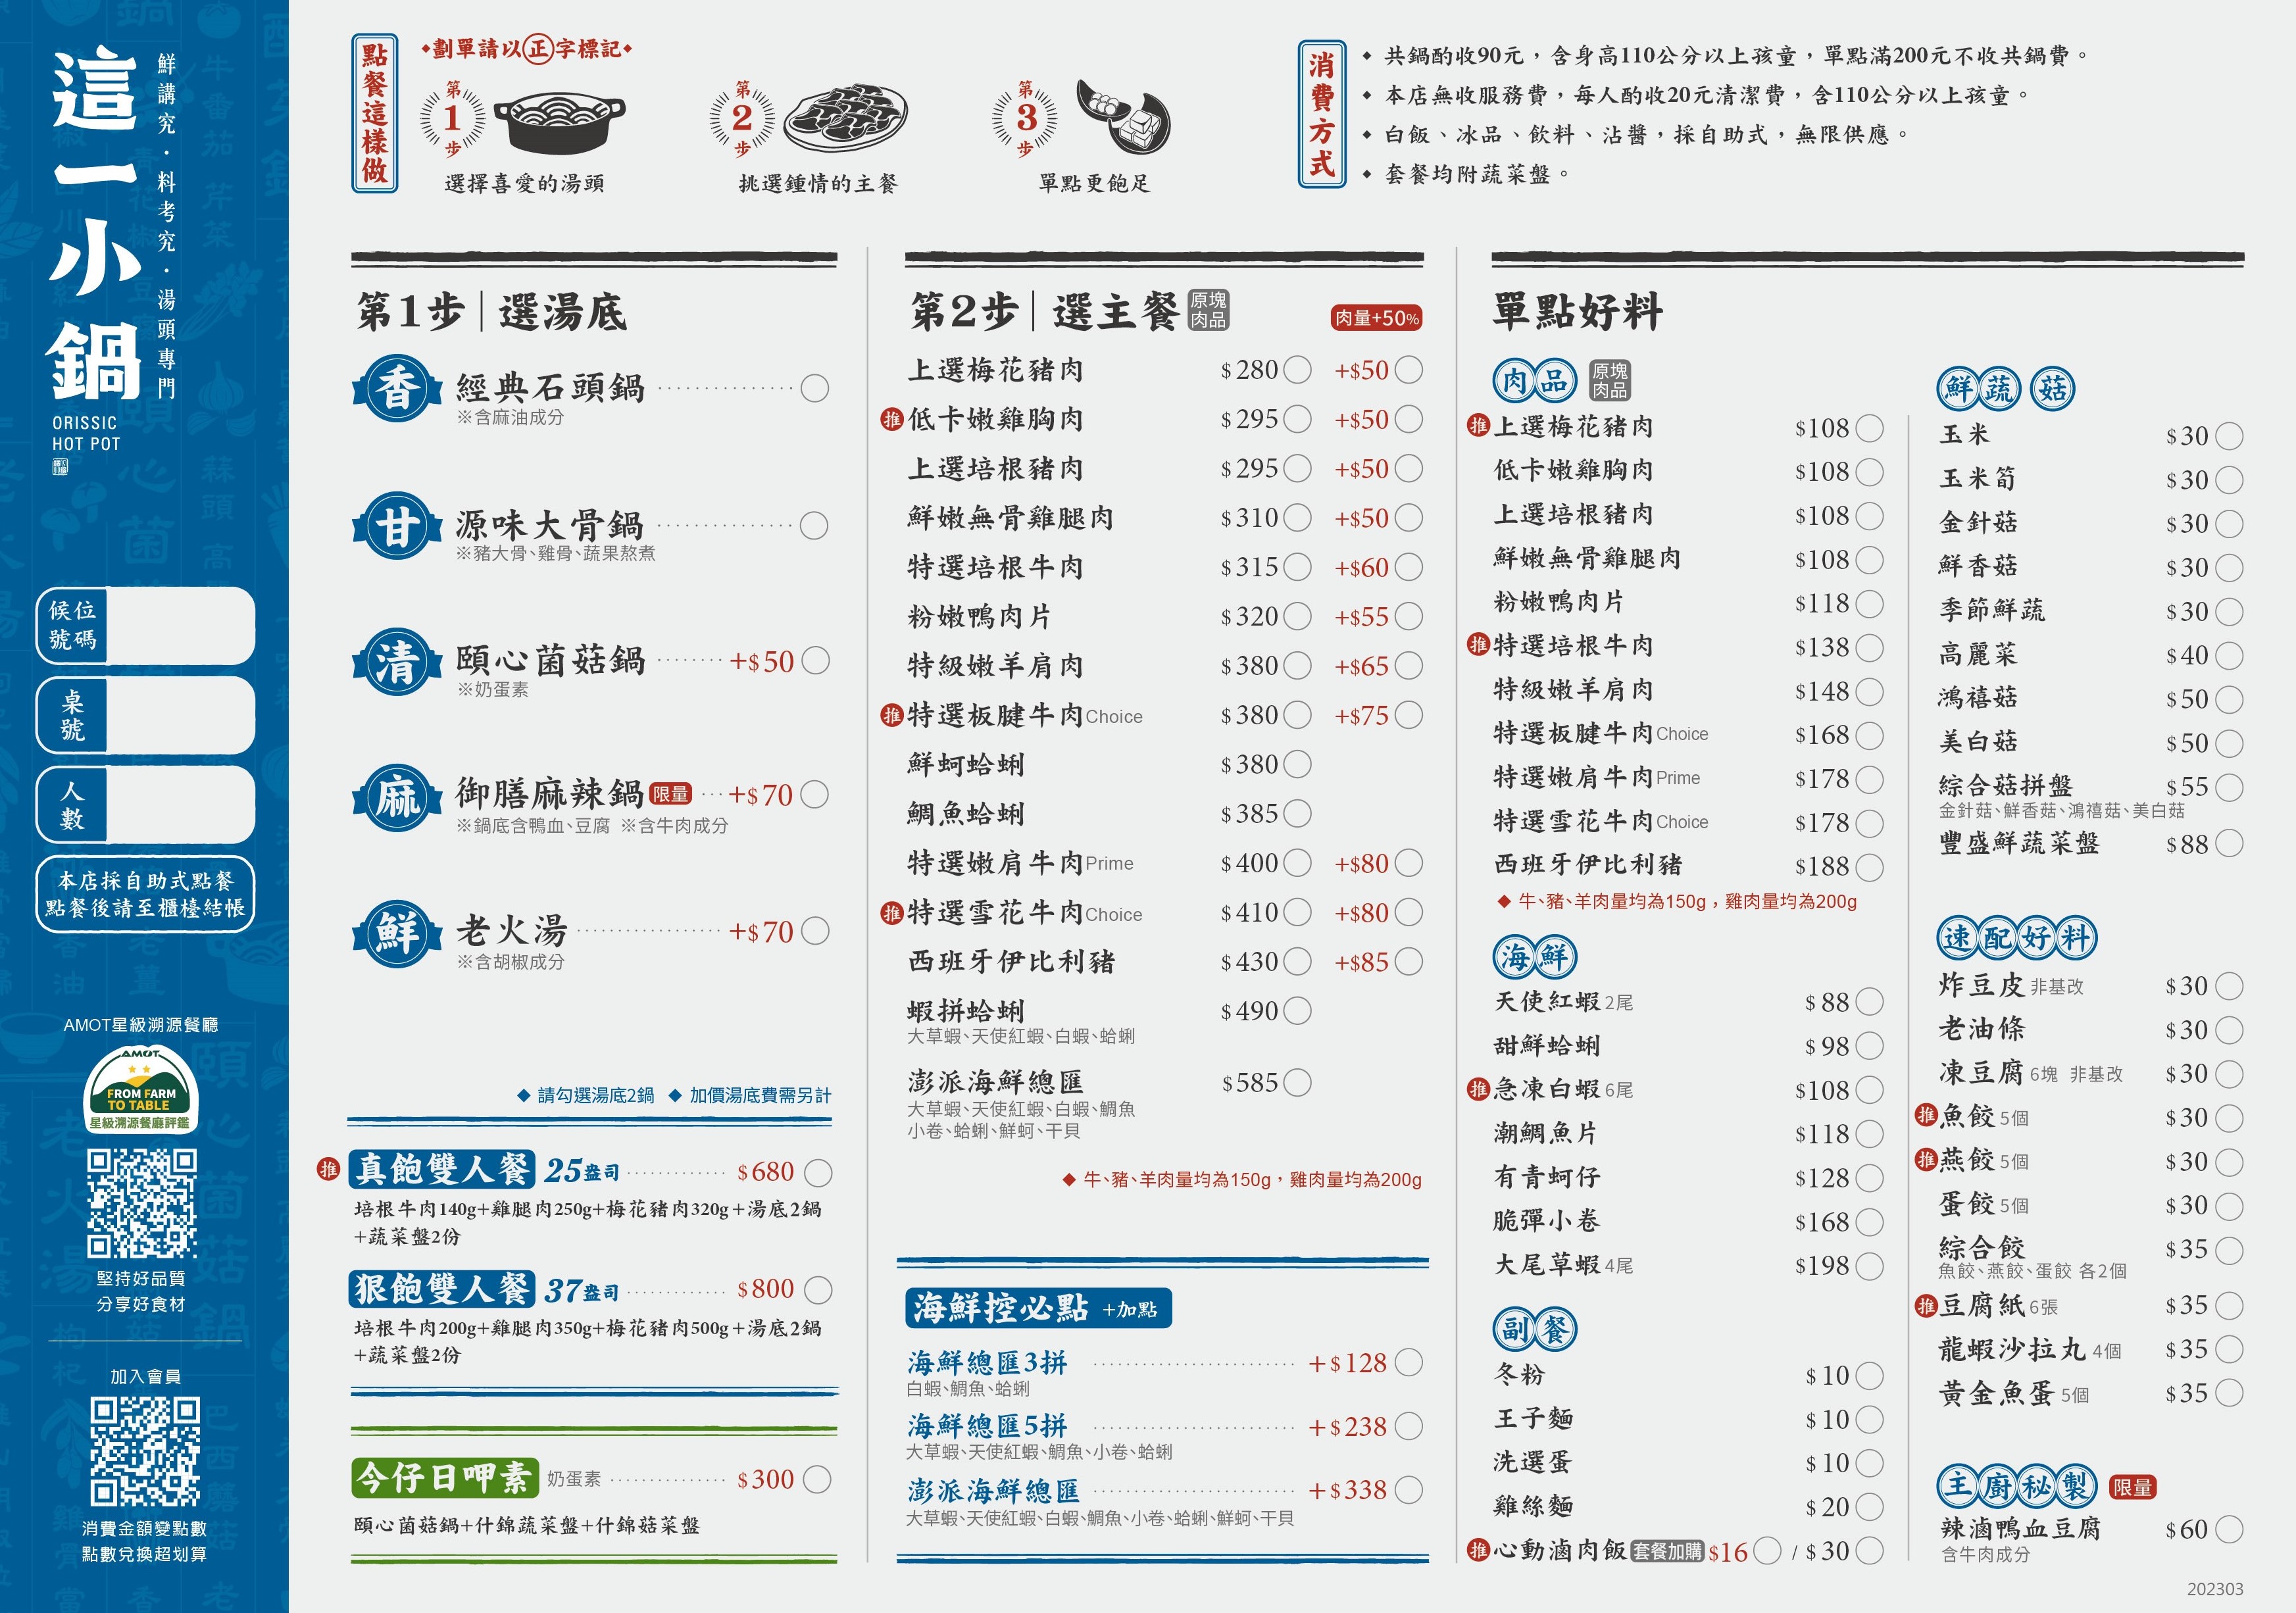 這一小鍋
鮮講究・料考究・湯頭專門
ORISSIC
HOT POT
候位
號碼
桌
號
人
數
本店採自助式點餐
點餐後請至櫃檯結帳
AMOT星級溯源餐廳
AMOT
FROM FARM
TO TABLE
星級溯源餐廳評鑑
堅持好品質
分享好食材
加入會員
消費金額變點數
點數兌換超划算
點餐這樣做
◆劃單請以正字標記◆
第1步
選擇喜愛的湯頭
第2步
挑選鍾情的主餐
第3步
單點更飽足
消費方式
◆ 共鍋酌收90元，含身高110公分以上孩童，單點滿200元不收共鍋費。
◆ 本店無收服務費，每人酌收20元清潔費，含110公分以上孩童。
◆ 白飯、冰品、飲料、沾醬，採自助式，無限供應。
◆ 套餐均附蔬菜盤。
第1步｜選湯底
香 經典石頭鍋
※含麻油成分
甘 源味大骨鍋
※豬大骨、雞骨、蔬果熬煮
清 頤心菌菇鍋 +$50
※奶蛋素
麻 御膳麻辣鍋 限量 +$70
※鍋底含鴨血、豆腐 ※含牛肉成分
鮮 老火湯 +$70
※含胡椒成分
◆ 請勾選湯底2鍋 ◆ 加價湯底費需另計
推 真飽雙人餐 25盎司 $680
培根牛肉140g+雞腿肉250g+梅花豬肉320g+湯底2鍋
+蔬菜盤2份
狠飽雙人餐 37盎司 $800
培根牛肉200g+雞腿肉350g+梅花豬肉500g+湯底2鍋
+蔬菜盤2份
今仔日呷素 奶蛋素 $300
頤心菌菇鍋+什錦蔬菜盤+什錦菇菜盤
第2步｜選主餐 原塊肉品 肉量+50%
上選梅花豬肉 $280 +$50
推 低卡嫩雞胸肉 $295 +$50
上選培根豬肉 $295 +$50
鮮嫩無骨雞腿肉 $310 +$50
特選培根牛肉 $315 +$60
粉嫩鴨肉片 $320 +$55
特級嫩羊肩肉 $380 +$65
推 特選板腱牛肉Choice $380 +$75
鮮蚵蛤蜊 $380
鯛魚蛤蜊 $385
特選嫩肩牛肉Prime $400 +$80
推 特選雪花牛肉Choice $410 +$80
西班牙伊比利豬 $430 +$85
蝦拼蛤蜊 $490
大草蝦、天使紅蝦、白蝦、蛤蜊
澎派海鮮總匯 $585
大草蝦、天使紅蝦、白蝦、鯛魚
小卷、蛤蜊、鮮蚵、干貝
◆ 牛、豬、羊肉量均為150g，雞肉量均為200g
海鮮控必點 +加點
海鮮總匯3拼 +$128
白蝦、鯛魚、蛤蜊
海鮮總匯5拼 +$238
大草蝦、天使紅蝦、鯛魚、小卷、蛤蜊
澎派海鮮總匯 +$338
大草蝦、天使紅蝦、白蝦、鯛魚、小卷、蛤蜊、鮮蚵、干貝
單點好料
肉品 原塊肉品
推 上選梅花豬肉 $108
低卡嫩雞胸肉 $108
上選培根豬肉 $108
鮮嫩無骨雞腿肉 $108
粉嫩鴨肉片 $118
推 特選培根牛肉 $138
特級嫩羊肩肉 $148
特選板腱牛肉Choice $168
特選嫩肩牛肉Prime $178
特選雪花牛肉Choice $178
西班牙伊比利豬 $188
◆ 牛、豬、羊肉量均為150g，雞肉量均為200g
海鮮
天使紅蝦 2尾 $88
甜鮮蛤蜊 $98
推 急凍白蝦 6尾 $108
潮鯛魚片 $118
有青蚵仔 $128
脆彈小卷 $168
大尾草蝦 4尾 $198
副餐
冬粉 $10
王子麵 $10
洗選蛋 $10
雞絲麵 $20
推 心動滷肉飯 套餐加購 $16 / $30
鮮蔬 菇
玉米 $30
玉米筍 $30
金針菇 $30
鮮香菇 $30
季節鮮蔬 $30
高麗菜 $40
鴻禧菇 $50
美白菇 $50
綜合菇拼盤 $55
金針菇、鮮香菇、鴻禧菇、美白菇
豐盛鮮蔬菜盤 $88
速配好料
炸豆皮 非基改 $30
老油條 $30
凍豆腐 6塊 非基改 $30
推 魚餃 5個 $30
推 燕餃 5個 $30
蛋餃 5個 $30
綜合餃 $35
魚餃、燕餃、蛋餃 各2個
推 豆腐紙 6張 $35
龍蝦沙拉丸 4個 $35
黃金魚蛋 5個 $35
主廚秘製 限量
辣滷鴨血豆腐 $60
含牛肉成分
202303